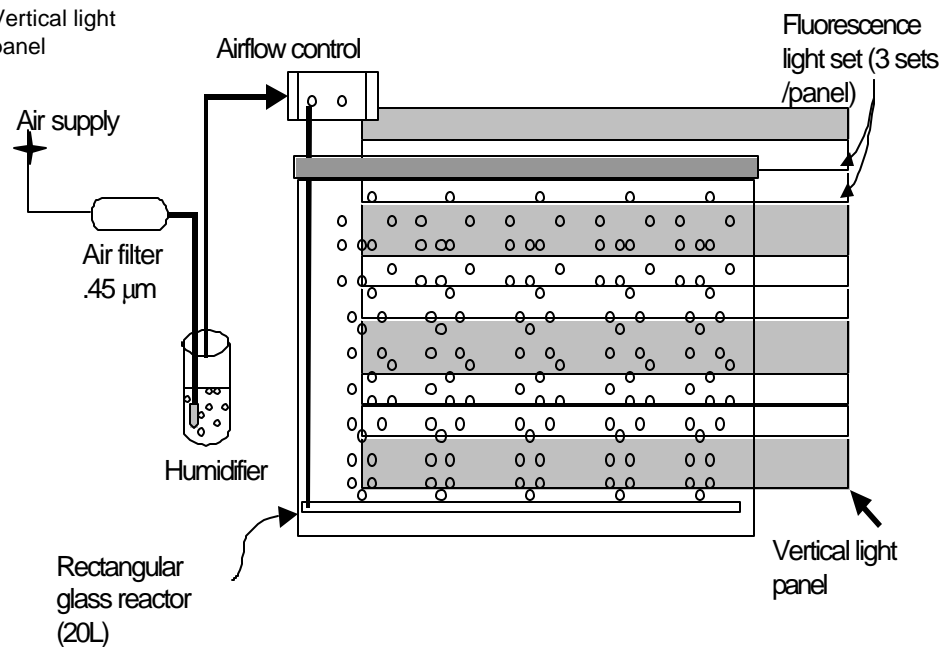 Vertical light
panel
Airflow control
Fluorescence
light set (3 sets
/panel)
Air supply
Air filter
.45 μm
Humidifier
Rectangular
glass reactor
(20L)
Vertical light
panel